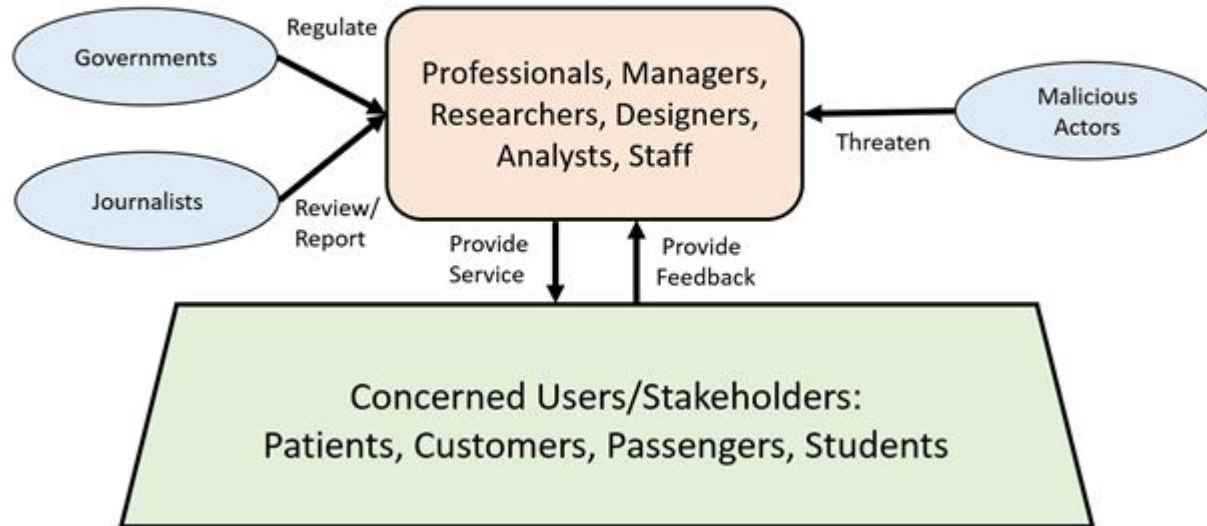 Governments
Regulate
Journalists
Review/
Report
Professionals, Managers,
Researchers, Designers,
Analysts, Staff
Malicious
Actors
Threaten
Provide
Service
Provide
Feedback
Concerned Users/Stakeholders:
Patients, Customers, Passengers, Students